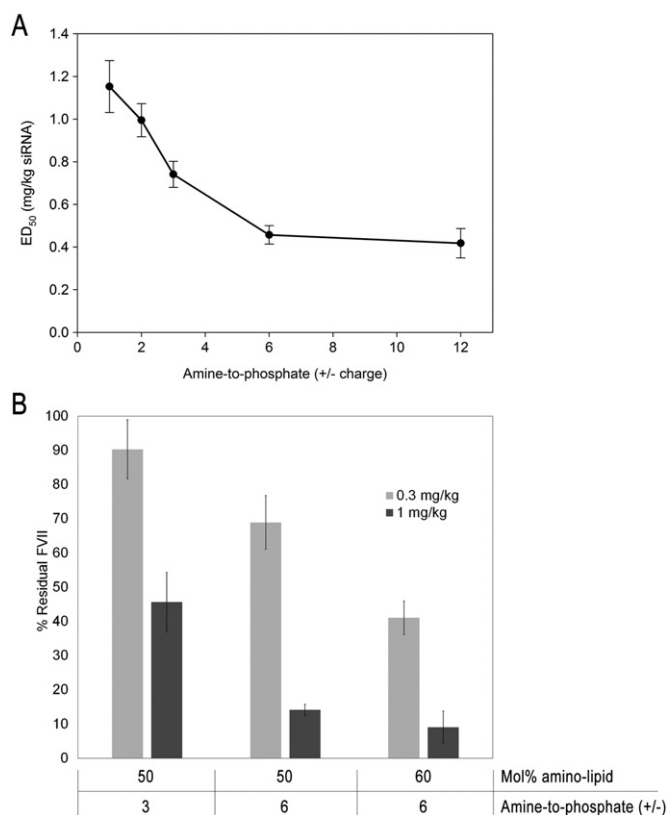 A
1.4
1.2
1.0
0.8
0.6
0.4
0.2
0.0
ED50 (mg/kg siRNA)
0 2 4 6 8 10 12
Amine-to-phosphate (+/- charge)
B
100
90
80
70
60
50
40
30
20
10
0
% Residual FVII
0.3 mg/kg
1 mg/kg
50 50 60 Mol% amino-lipid
3 6 6 Amine-to-phosphate (+/-)